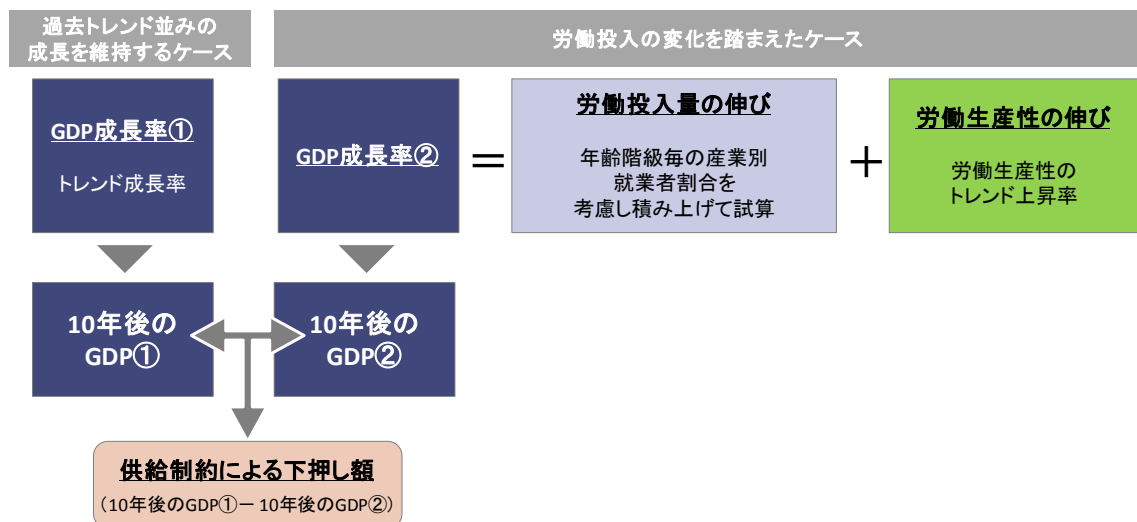 過去トレンド並みの
成長を維持するケース
労働投入の変化を踏まえたケース
GDP成長率①
トレンド成長率
GDP成長率②
＝
労働投入量の伸び
年齢階級毎の産業別
就業者割合を
考慮し積み上げて試算
＋
労働生産性の伸び
労働生産性の
トレンド上昇率
10年後の
GDP①
10年後の
GDP②
供給制約による下押し額
（10年後のGDP①－10年後のGDP②）